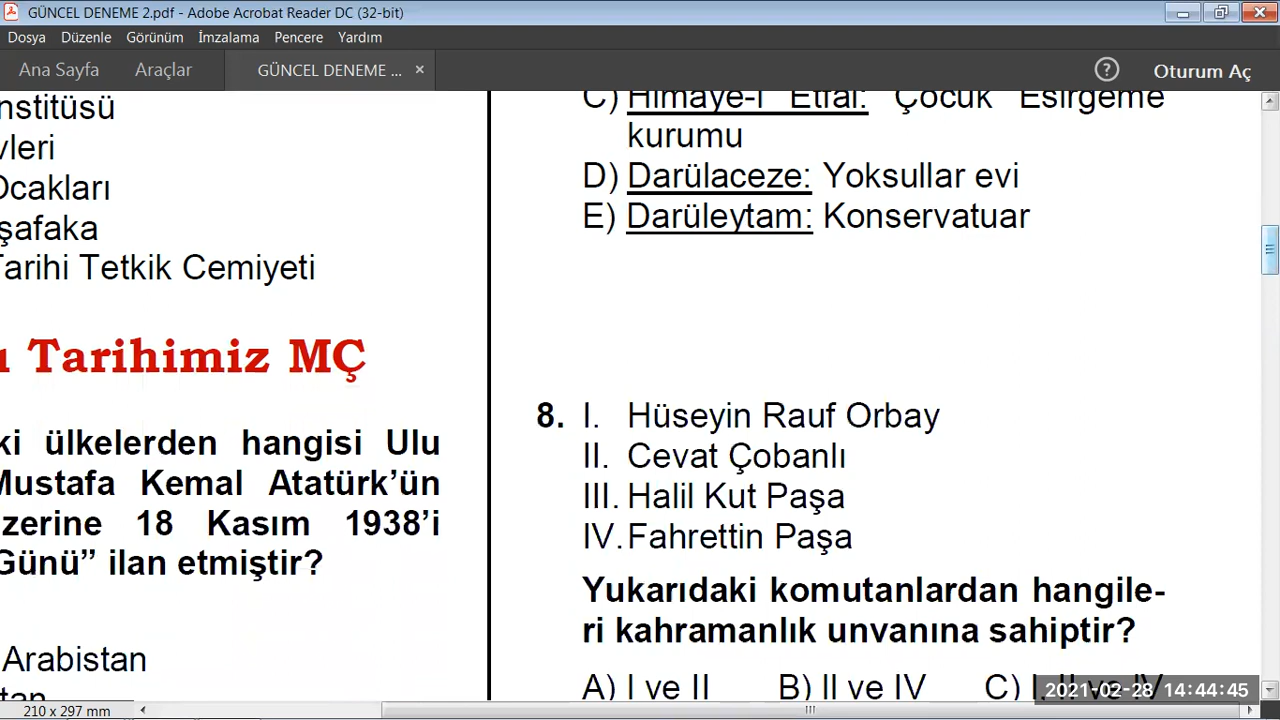 GÜNCEL DENEME 2.pdf - Adobe Acrobat Reader DC (32-bit)
Dosya Düzenle Görünüm İmzalama Pencere Yardım
Ana Sayfa Araçlar GÜNCEL DENEME ... × ? Oturum Aç
nstitüsü
vleri
Ocakları
şafaka
Tarihi Tetkik Cemiyeti
ı Tarihimiz MÇ
ki ülkelerden hangisi Ulu
Mustafa Kemal Atatürk’ün
zerine 18 Kasım 1938’i
Günü” ilan etmiştir?
Arabistan
tan
C) Himaye-i Etfal: Çocuk Esirgeme
kurumu
D) Darülaceze: Yoksullar evi
E) Darüleytam: Konservatuar
8. I. Hüseyin Rauf Orbay
II. Cevat Çobanlı
III. Halil Kut Paşa
IV. Fahrettin Paşa
Yukarıdaki komutanlardan hangile-
ri kahramanlık unvanına sahiptir?
A) I ve II B) II ve IV C) I, II ve IV
2021-02-28 14:44:45
210 x 297 mm